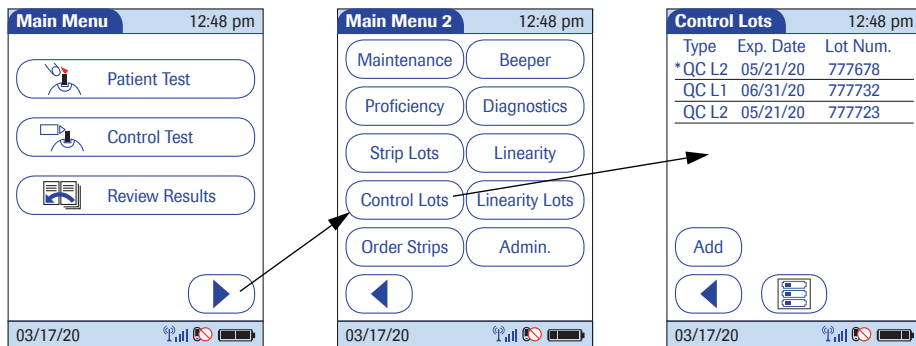 Main Menu 12:48 pm
Patient Test
Control Test
Review Results
03/17/20
Main Menu 2 12:48 pm
Maintenance Beeper
Proficiency Diagnostics
Strip Lots Linearity
Control Lots Linearity Lots
Order Strips Admin.
03/17/20
Control Lots 12:48 pm
Type Exp. Date Lot Num.
*QC L2 05/21/20 777678
QC L1 06/31/20 777732
QC L2 05/21/20 777723
Add
03/17/20